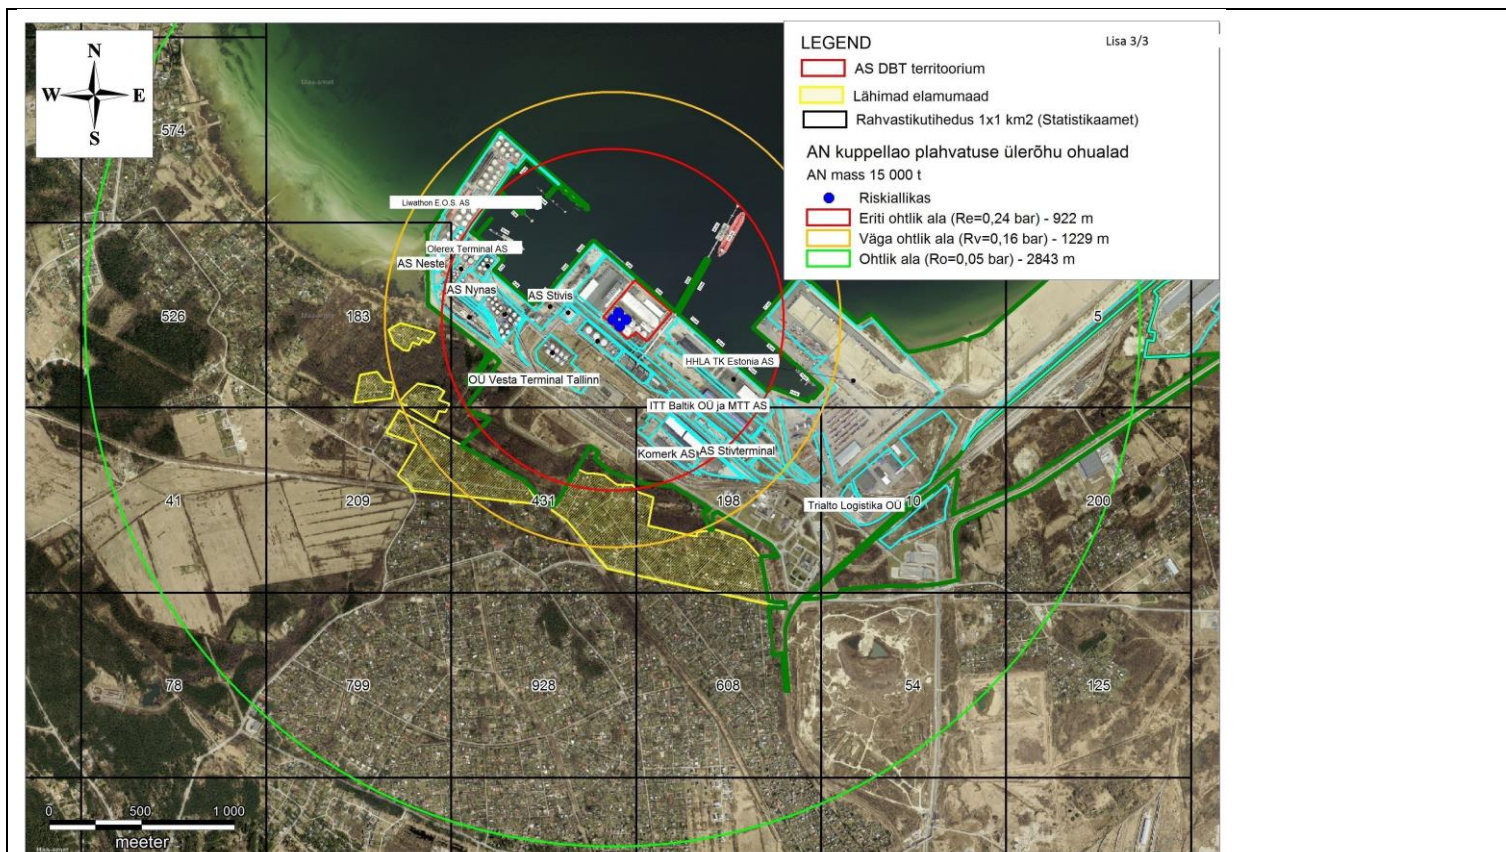 N
W E
S
LEGEND
Lisa 3/3
AS DBT territoorium
Lähimad elamumaad
Rahvastikutihedus 1x1 km2 (Statistikaamet)
AN kuppellao plahvatuse ülerõhu ohualad
AN mass 15 000 t
Riskiallikas
Eriti ohtlik ala (Re=0,24 bar) - 922 m
Väga ohtlik ala (Rv=0,16 bar) - 1229 m
Ohtlik ala (Ro=0,05 bar) - 2843 m
574
Liwathon E.O.S. AS
Olerex Terminal AS
AS Neste
AS Nynas
AS Stivis
526
183
5
HHLA TK Estonia AS
OÜ Vesta Terminal Tallinn
ITT Baltik OÜ ja MTT AS
Komerk AS
AS Stivterminal
41
209
431
198
Trialto Logistika OÜ
10
200
78
799
928
608
54
125
0 500 1 000
meeter